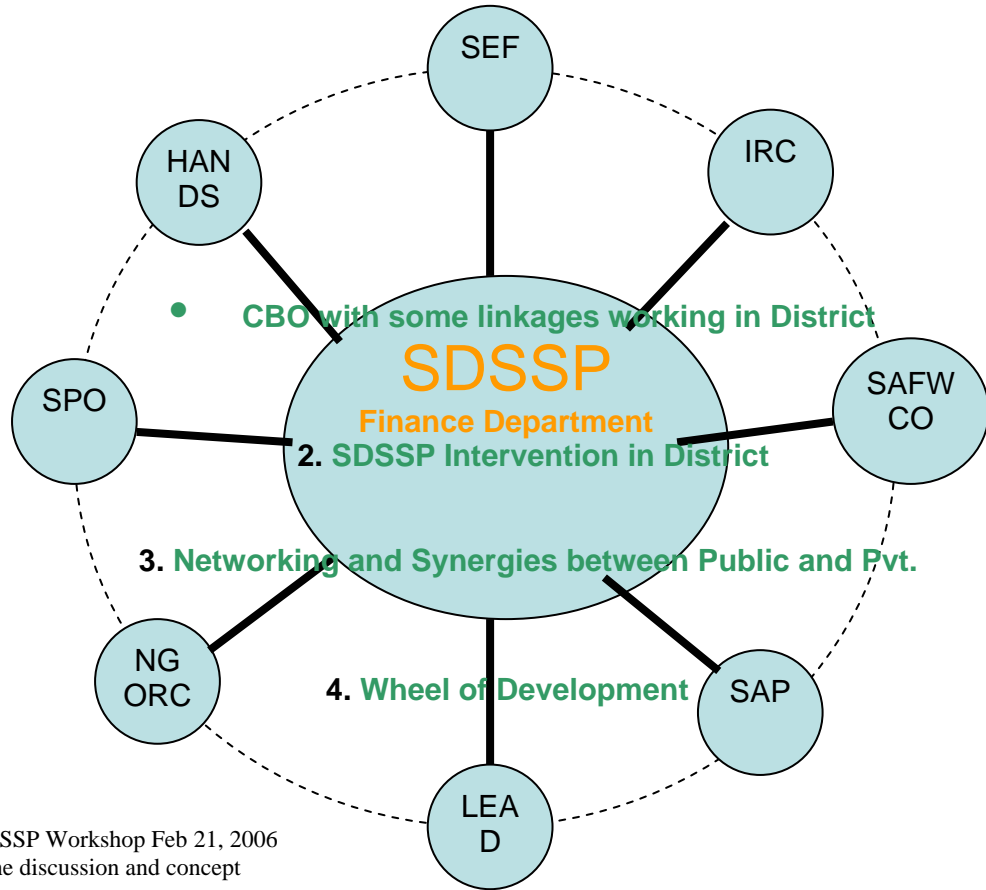 SEF
IRC
HAN
DS
• CBO with some linkages working in District
SDSSP
Finance Department
SPO
SAFW
CO
2. SDSSP Intervention in District
3. Networking and Synergies between Public and Pvt.
NG
ORC
4. Wheel of Development
SAP
LEA
D
SSP Workshop Feb 21, 2006
ne discussion and concept